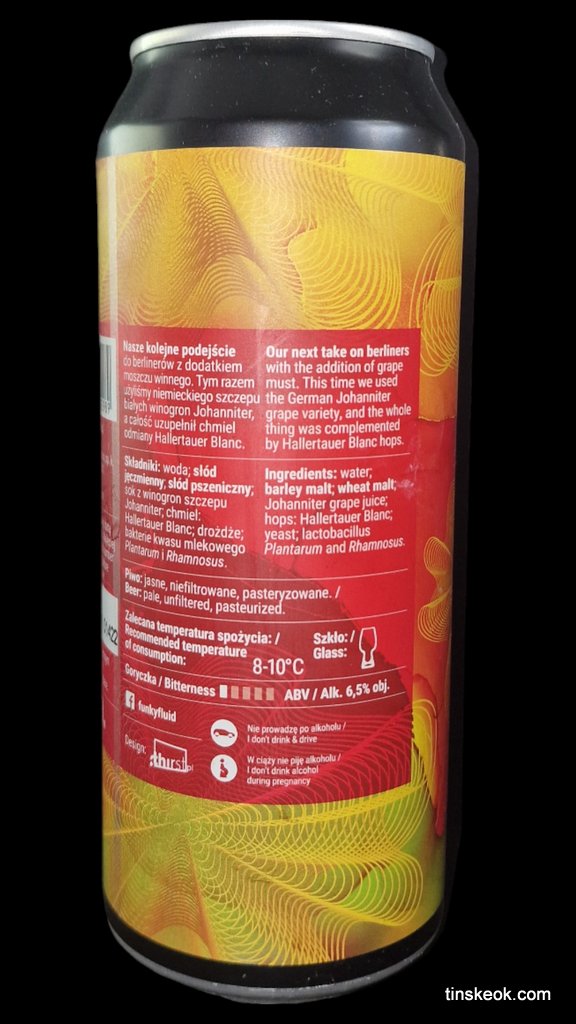 Nasze kolejne podejście
do berlinerów z dodatkiem
moszczu winnego. Tym razem
użyliśmy niemieckiego szczepu
białych winogron Johanniter,
a całość uzupełnił chmiel
odmiany Hallertauer Blanc.
Our next take on berliners
with the addition of grape
must. This time we used
the German Johanniter
grape variety, and the whole
thing was complemented
by Hallertauer Blanc hops.
Składniki: woda; słód
jęczmienny; słód pszeniczny;
sok z winogron szczepu
Johanniter; chmiel:
Hallertauer Blanc; drożdże;
bakterie kwasu mlekowego
Plantarum i Rhamnosus.
Ingredients: water;
barley malt; wheat malt;
Johanniter grape juice;
hops: Hallertauer Blanc;
yeast; lactobacillus
Plantarum and Rhamnosus.
Piwo: jasne, niefiltrowane, pasteryzowane. /
Beer: pale, unfiltered, pasteurized.
Zalecana temperatura spożycia: /
Recommended temperature
of consumption: 8-10°C
Szkło: /
Glass:
Goryczka / Bitterness ABV / Alk. 6,5% obj.
funkyfluid
Nie prowadzę po alkoholu /
I don't drink & drive
Design: .thirst.pl
W ciąży nie piję alkoholu /
I don't drink alcohol
during pregnancy
tinskeok.com